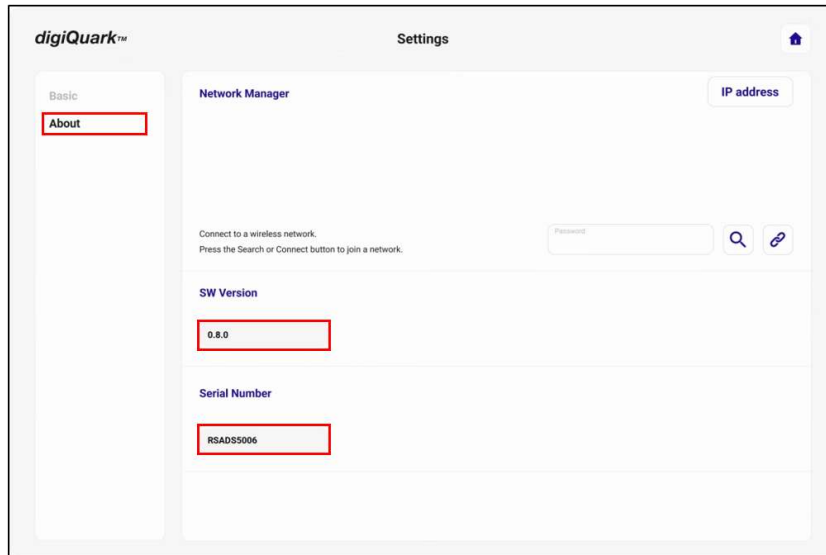 digiQuark™
Settings
Basic
About
Network Manager
IP address
Connect to a wireless network.
Press the Search or Connect button to join a network.
Password
SW Version
0.8.0
Serial Number
RSADS5006